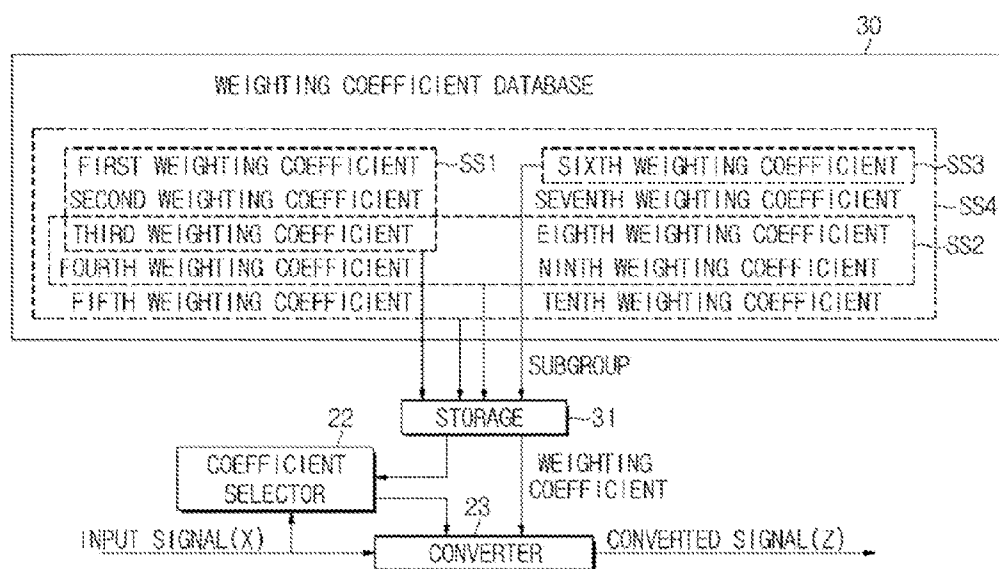 30
WEIGHTING COEFFICIENT DATABASE
FIRST WEIGHTING COEFFICIENT
SS1
SIXTH WEIGHTING COEFFICIENT
SS3
SECOND WEIGHTING COEFFICIENT
SEVENTH WEIGHTING COEFFICIENT
SS4
THIRD WEIGHTING COEFFICIENT
EIGHTH WEIGHTING COEFFICIENT
SS2
FOURTH WEIGHTING COEFFICIENT
NINTH WEIGHTING COEFFICIENT
FIFTH WEIGHTING COEFFICIENT
TENTH WEIGHTING COEFFICIENT
SUBGROUP
STORAGE
31
22
COEFFICIENT
SELECTOR
WEIGHTING
COEFFICIENT
23
INPUT SIGNAL(X)
CONVERTER
CONVERTED SIGNAL(Z)